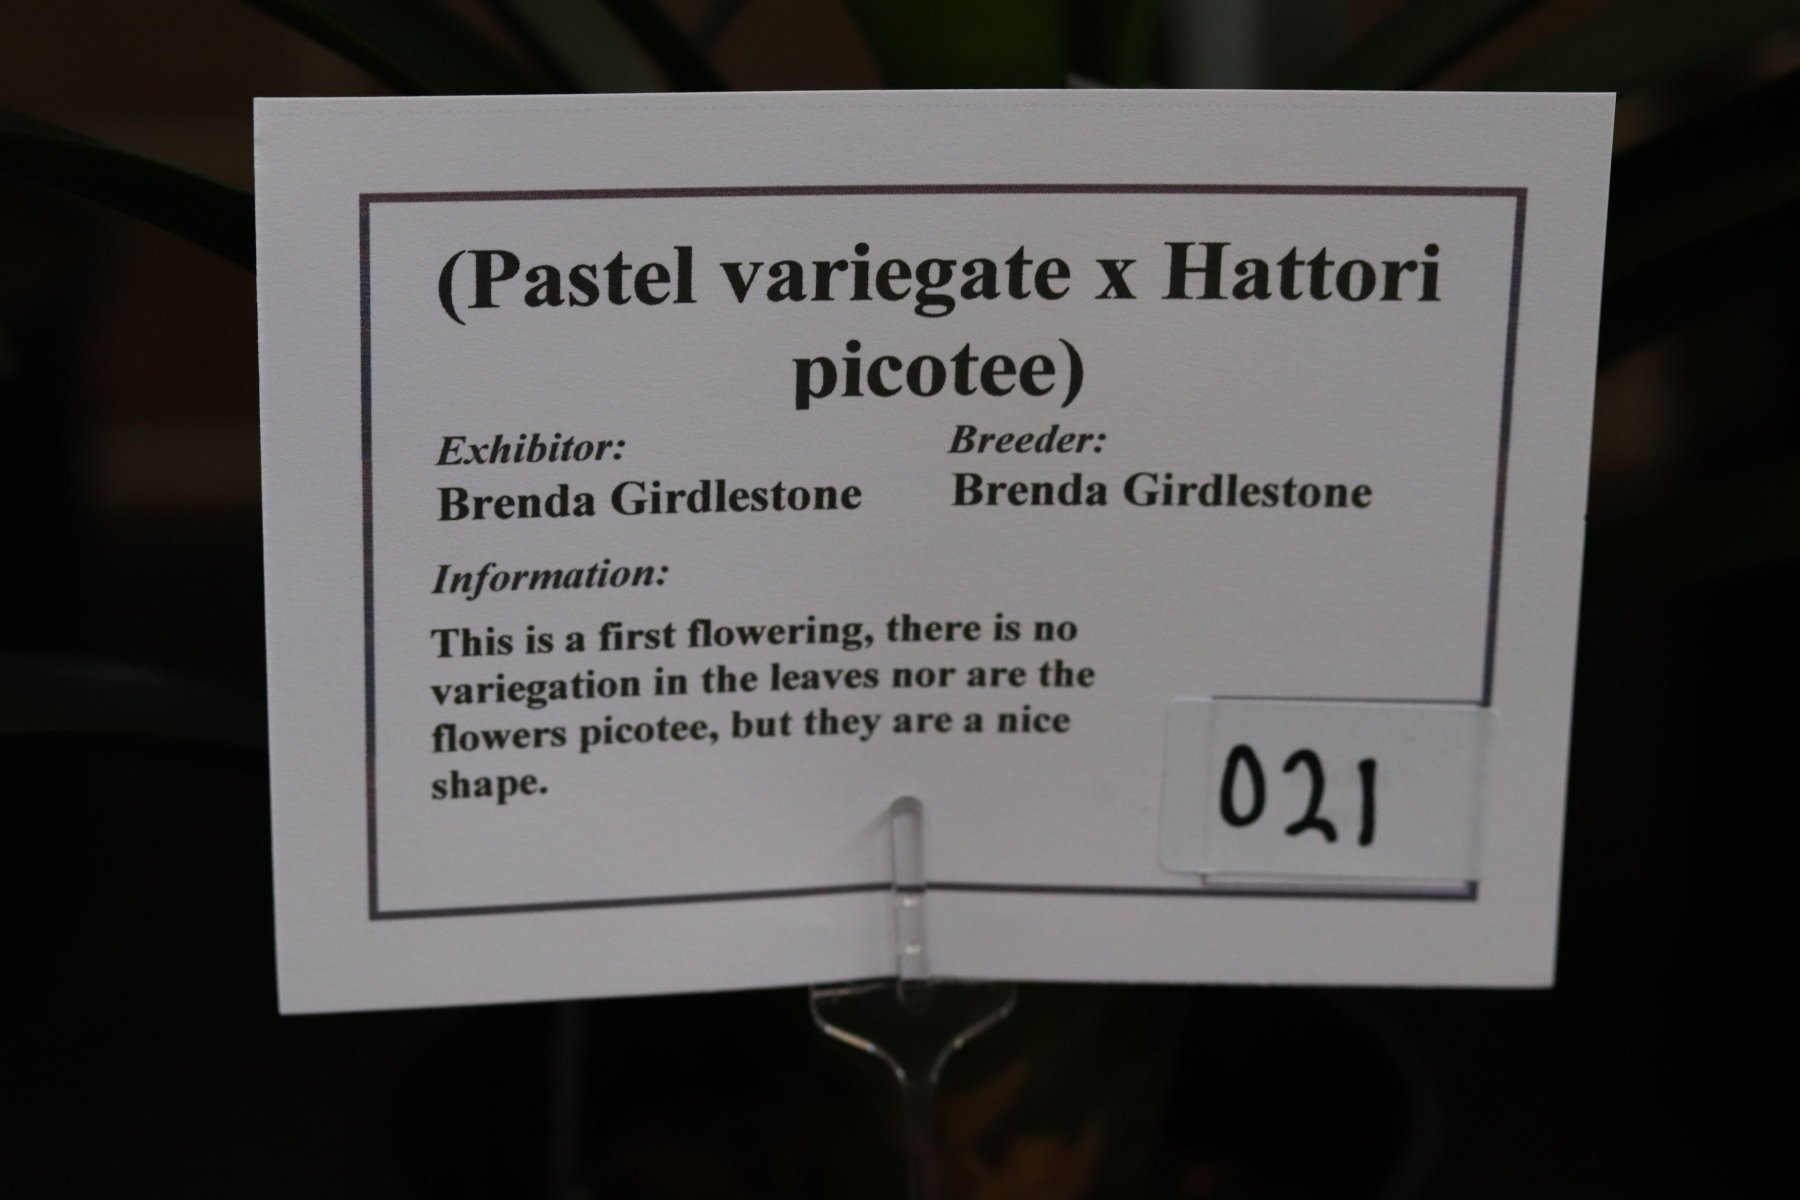 (Pastel variegate x Hattori
picotee)
Exhibitor:
Brenda Girdlestone
Breeder:
Brenda Girdlestone
Information:
This is a first flowering, there is no
variegation in the leaves nor are the
flowers picotee, but they are a nice
shape.
021